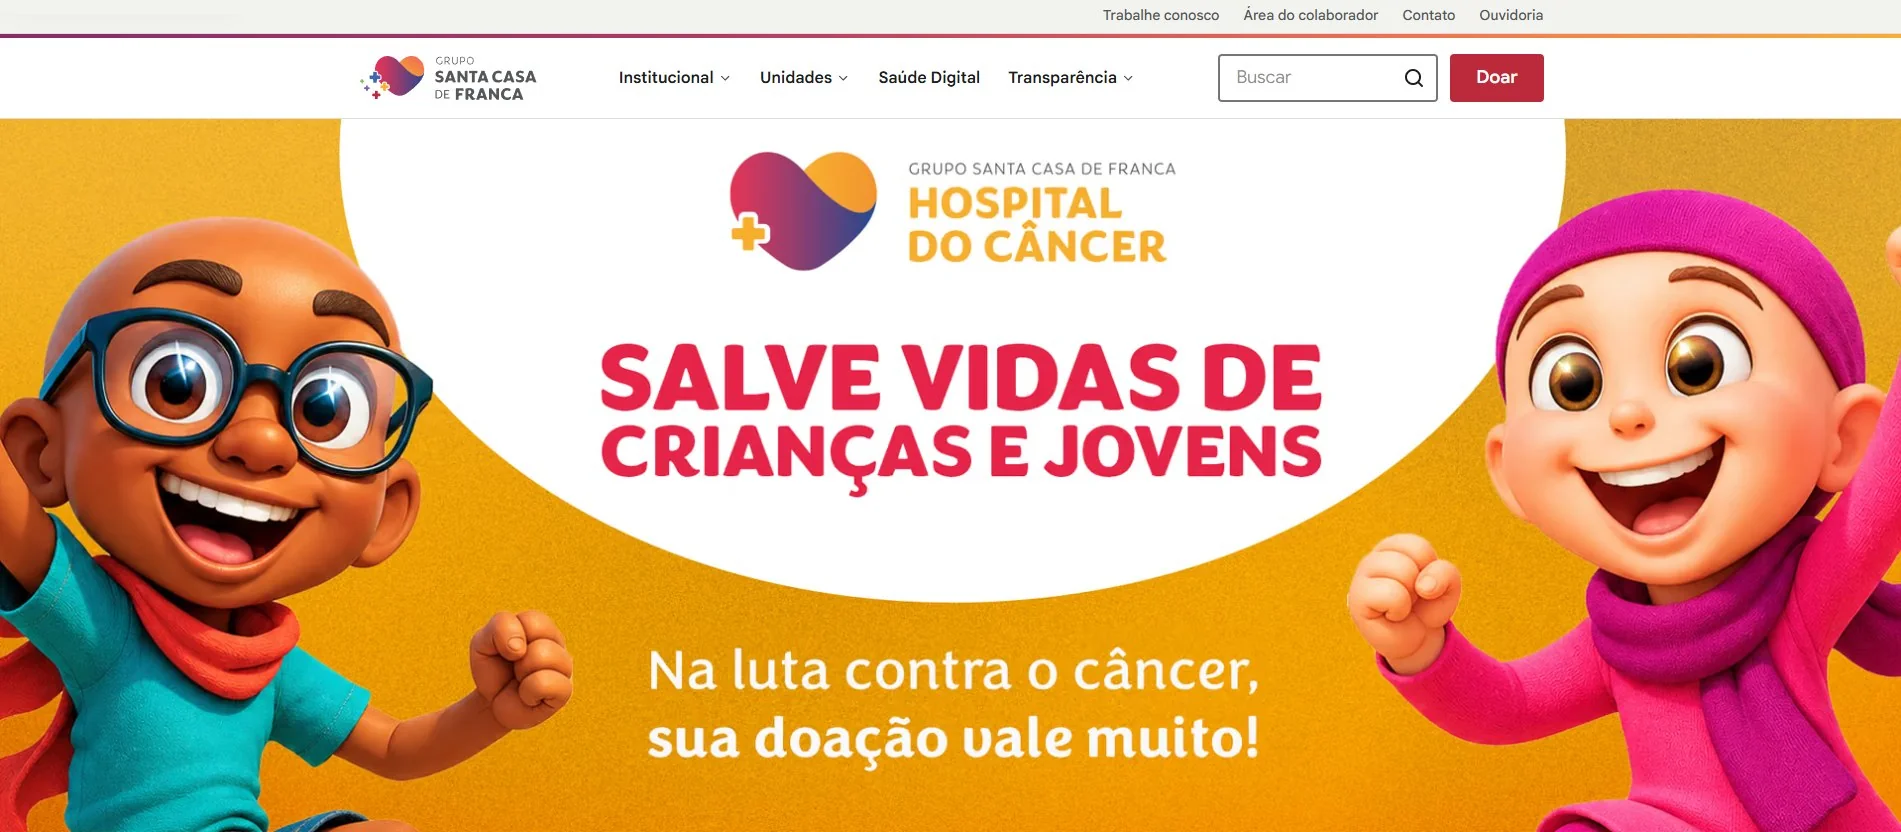 Trabalhe conosco Área do colaborador Contato Ouvidoria
GRUPO
SANTA CASA
DE FRANCA
Institucional Unidades Saúde Digital Transparência Buscar Doar
GRUPO SANTA CASA DE FRANCA
HOSPITAL
DO CÂNCER
SALVE VIDAS DE
CRIANÇAS E JOVENS
Na luta contra o câncer,
sua doação vale muito!